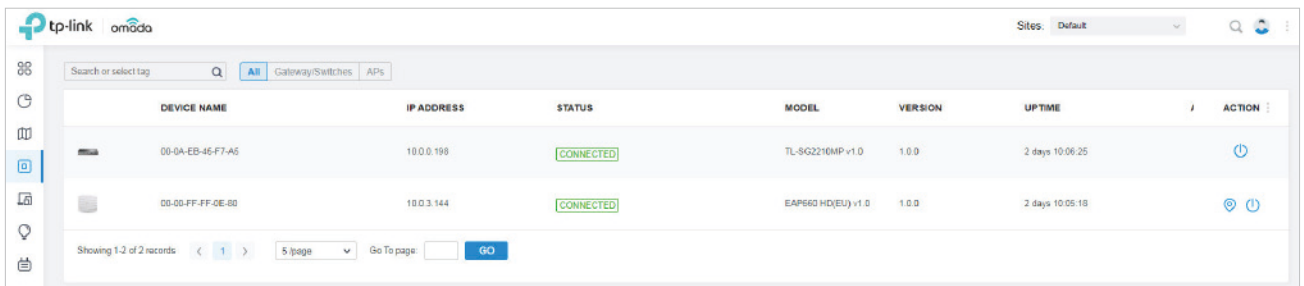 tp-link omada Sites: Default
Search or select tag All Gateway/Switches APs
DEVICE NAME IP ADDRESS STATUS MODEL VERSION UPTIME ACTION
00-0A-EB-46-F7-A5 10.0.0.198 CONNECTED TL-SG2210MP v1.0 1.0.0 2 days 10:06:25
00-00-FF-FF-0E-80 10.0.3.144 CONNECTED EAP660 HD(EU) v1.0 1.0.0 2 days 10:05:18
Showing 1-2 of 2 records < 1 > 5 /page Go To page: GO